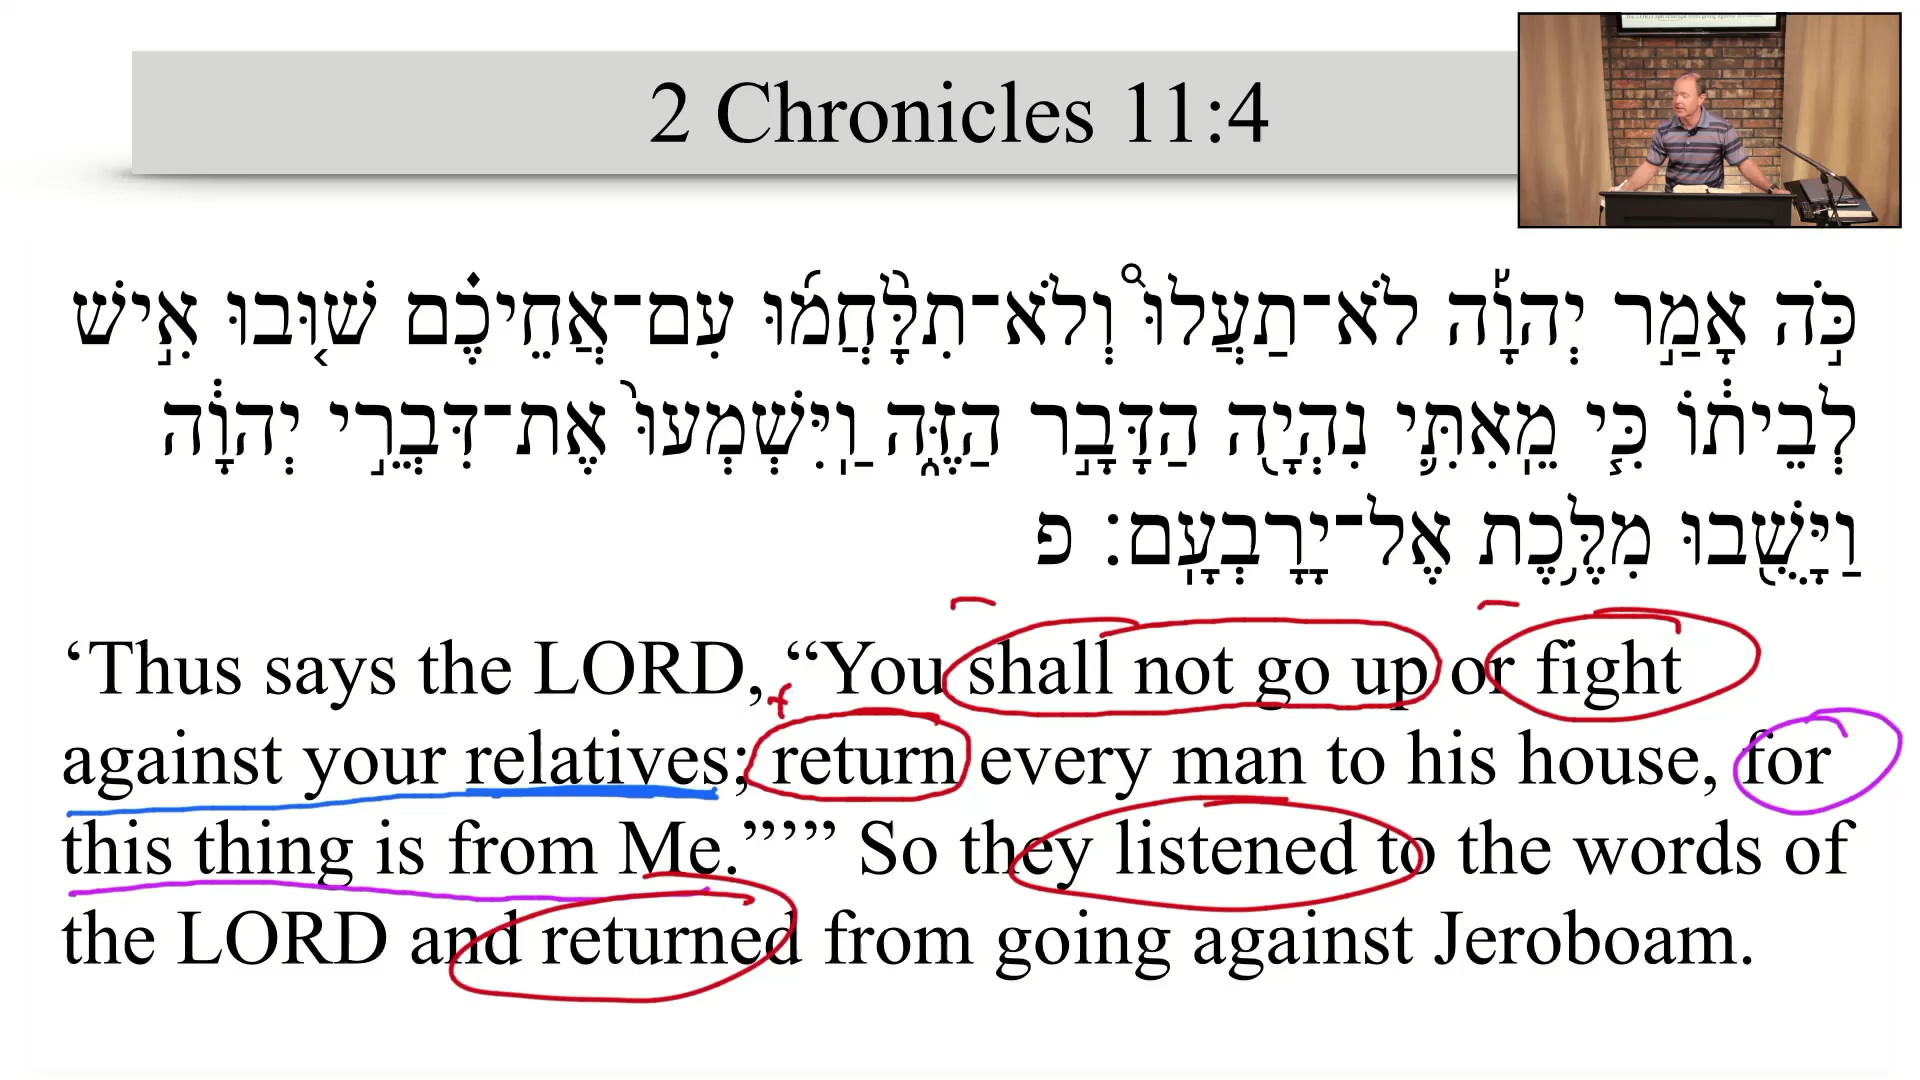 2 Chronicles 11:4
כֹּ֣ה אָמַ֣ר יְהוָ֡ה לֹא־תַעֲלוּ֩ וְלֹא־תִלָּ֨חֲמ֜וּ עִם־אֲחֵיכֶ֗ם שׁ֚וּבוּ אִ֣ישׁ
לְבֵית֔וֹ כִּ֧י מֵֽאִתִּ֛י נִהְיָ֖ה הַדָּבָ֣ר הַזֶּ֑ה וַֽיִּשְׁמְעוּ֙ אֶת־דִּבְרֵ֣י יְהוָ֔ה
וַיָּשֻׁ֖בוּ מִלֶּ֥כֶת אֶל־יָרָבְעָֽם׃ פ
‘Thus says the LORD, “You shall not go up or fight
against your relatives; return every man to his house, for
this thing is from Me.”’” So they listened to the words of
the LORD and returned from going against Jeroboam.